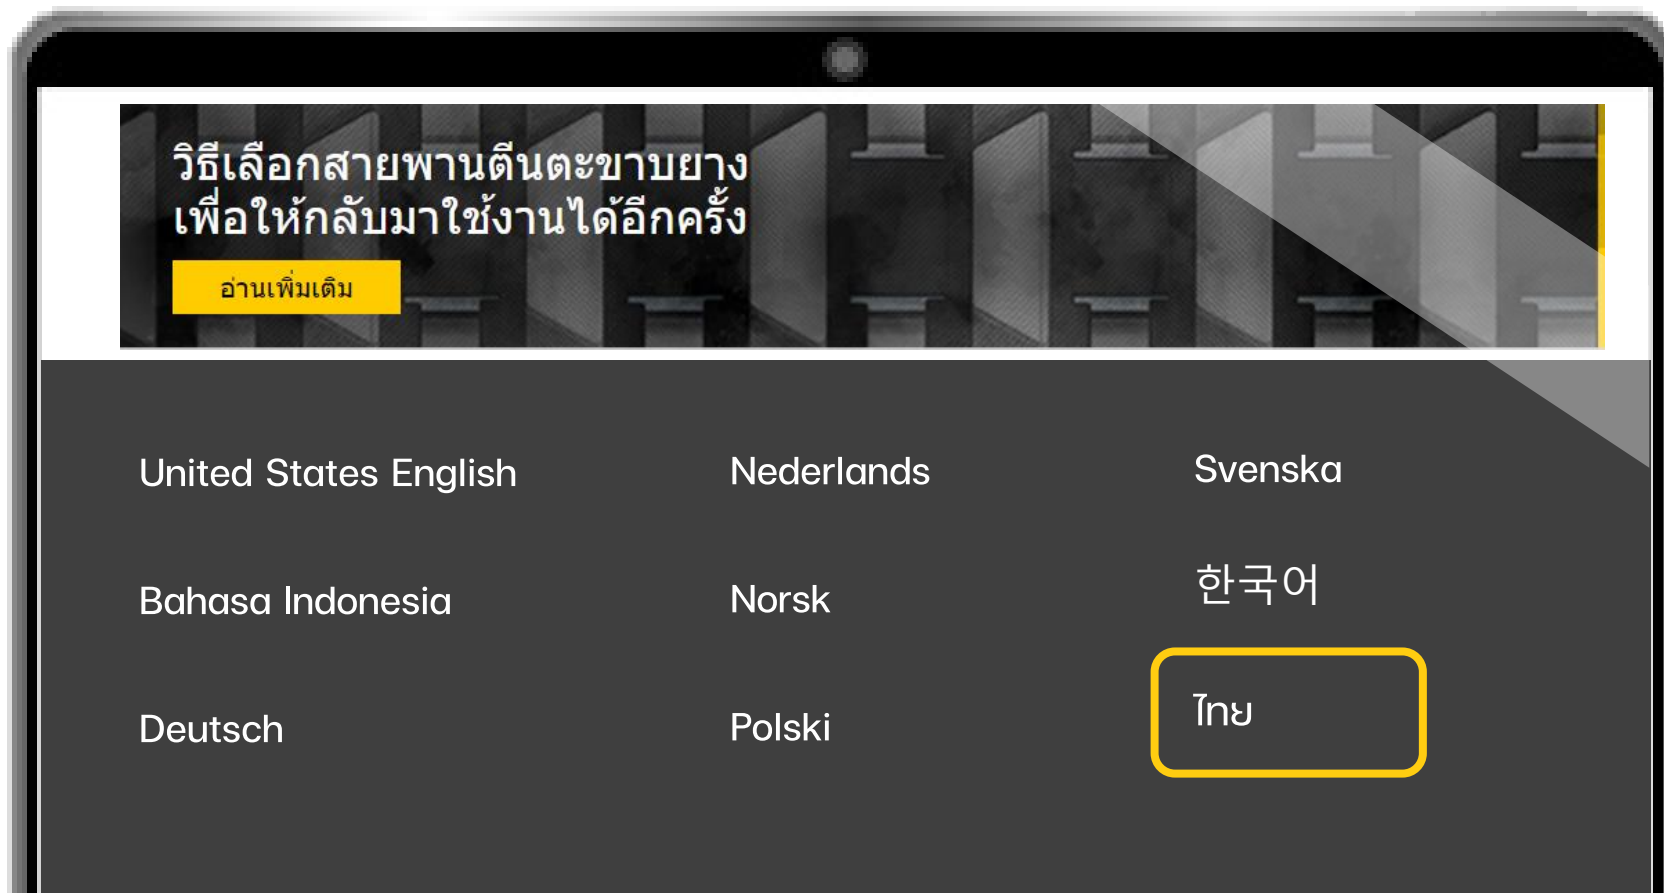 วิธีเลือกสายพานตีนตะขาบยาง
เพื่อให้กลับมาใช้งานได้อีกครั้ง
อ่านเพิ่มเติม
United States English
Nederlands
Svenska
Bahasa Indonesia
Norsk
한국어
Deutsch
Polski
ไทย